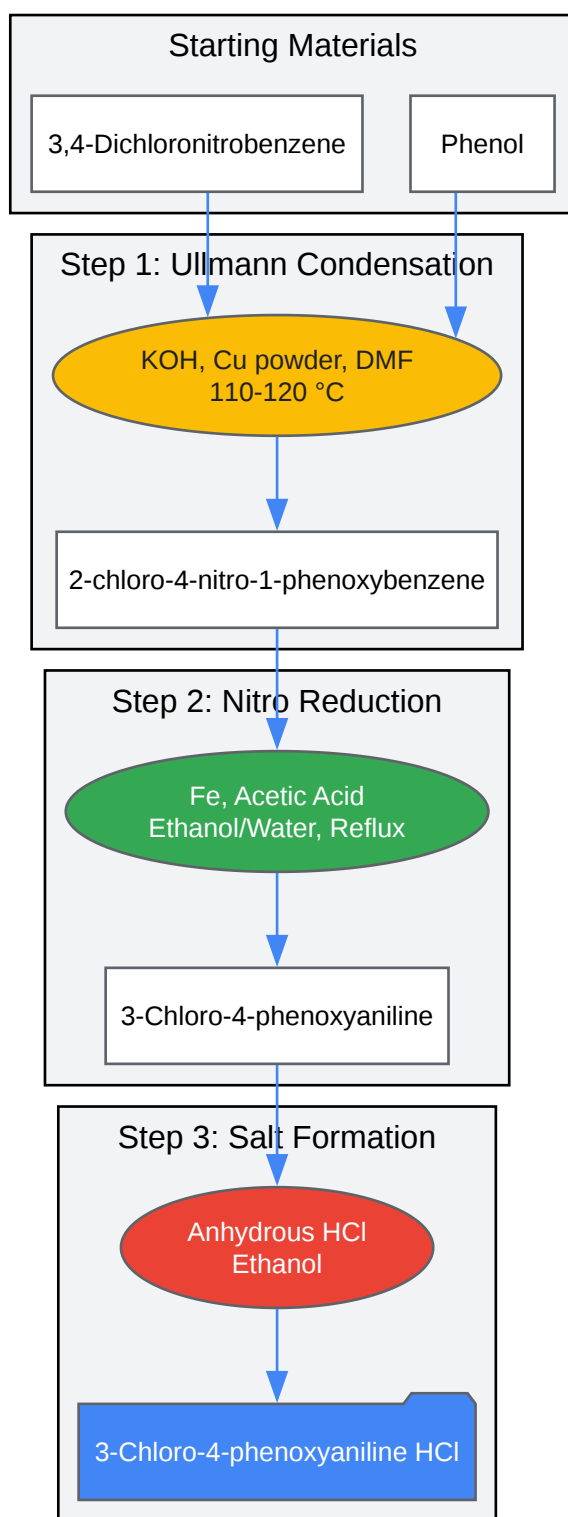 Starting Materials
3,4-Dichloronitrobenzene
Phenol
Step 1: Ullmann Condensation
KOH, Cu powder, DMF
110-120 °C
2-chloro-4-nitro-1-phenoxybenzene
Step 2: Nitro Reduction
Fe, Acetic Acid
Ethanol/Water, Reflux
3-Chloro-4-phenoxyaniline
Step 3: Salt Formation
Anhydrous HCl
Ethanol
3-Chloro-4-phenoxyaniline HCl